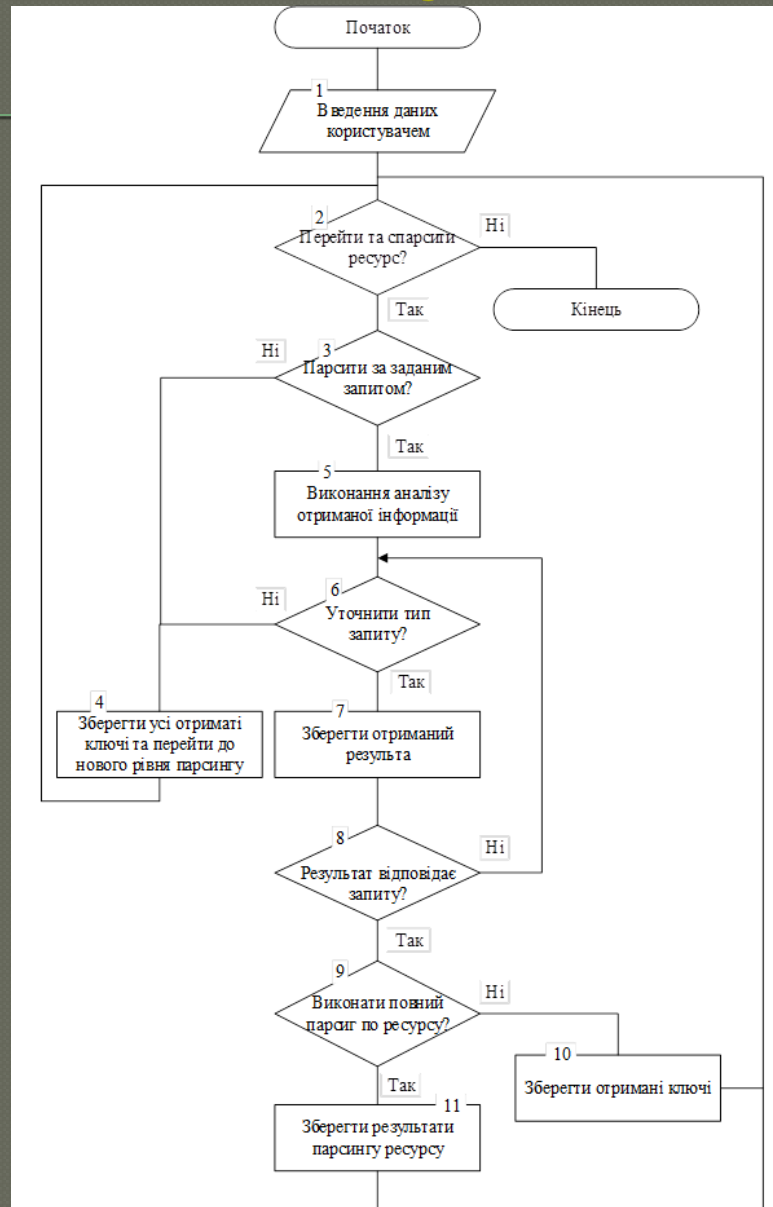 Початок
1
Введення даних
користувачем
2
Перейти та спарсити
ресурс?
Ні
Кінець
Так
Ні
3
Парсити за заданим
запитом?
Так
5
Виконання аналізу
отриманої інформації
Ні
6
Уточнити тип
запиту?
Так
4
Зберегти усі отриматі
ключі та перейти до
нового рівня парсингу
7
Зберегти отриманий
результа
8
Результат відповідає
запиту?
Ні
Так
9
Виконати повний
парсиг по ресурсу?
Ні
10
Зберегти отримані ключі
Так
11
Зберегти результати
парсингу ресурсу